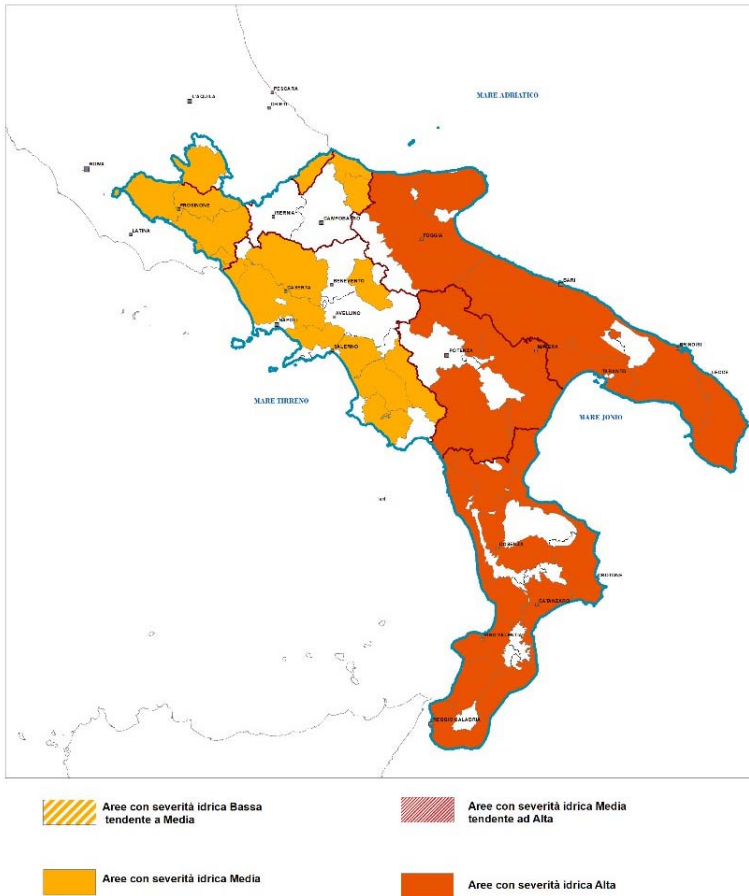 PESCARA
L'AQUILA
CHIETI
MARE ADRIATICO
ROMA
FROSINONE
LATINA
ISERNIA
CAMPOBASSO
FOGGIA
BARI
CASERTA
BENEVENTO
NAPOLI
AVELLINO
SALERNO
POTENZA
MATERA
BRINDISI
TARANTO
LECCE
MARE TIRRENO
MARE JONIO
COSENZA
CROTONE
CATANZARO
VIBO VALENTIA
REGGIO CALABRIA
Aree con severità idrica Bassa
tendente a Media
Aree con severità idrica Media
tendente ad Alta
Aree con severità idrica Media
Aree con severità idrica Alta